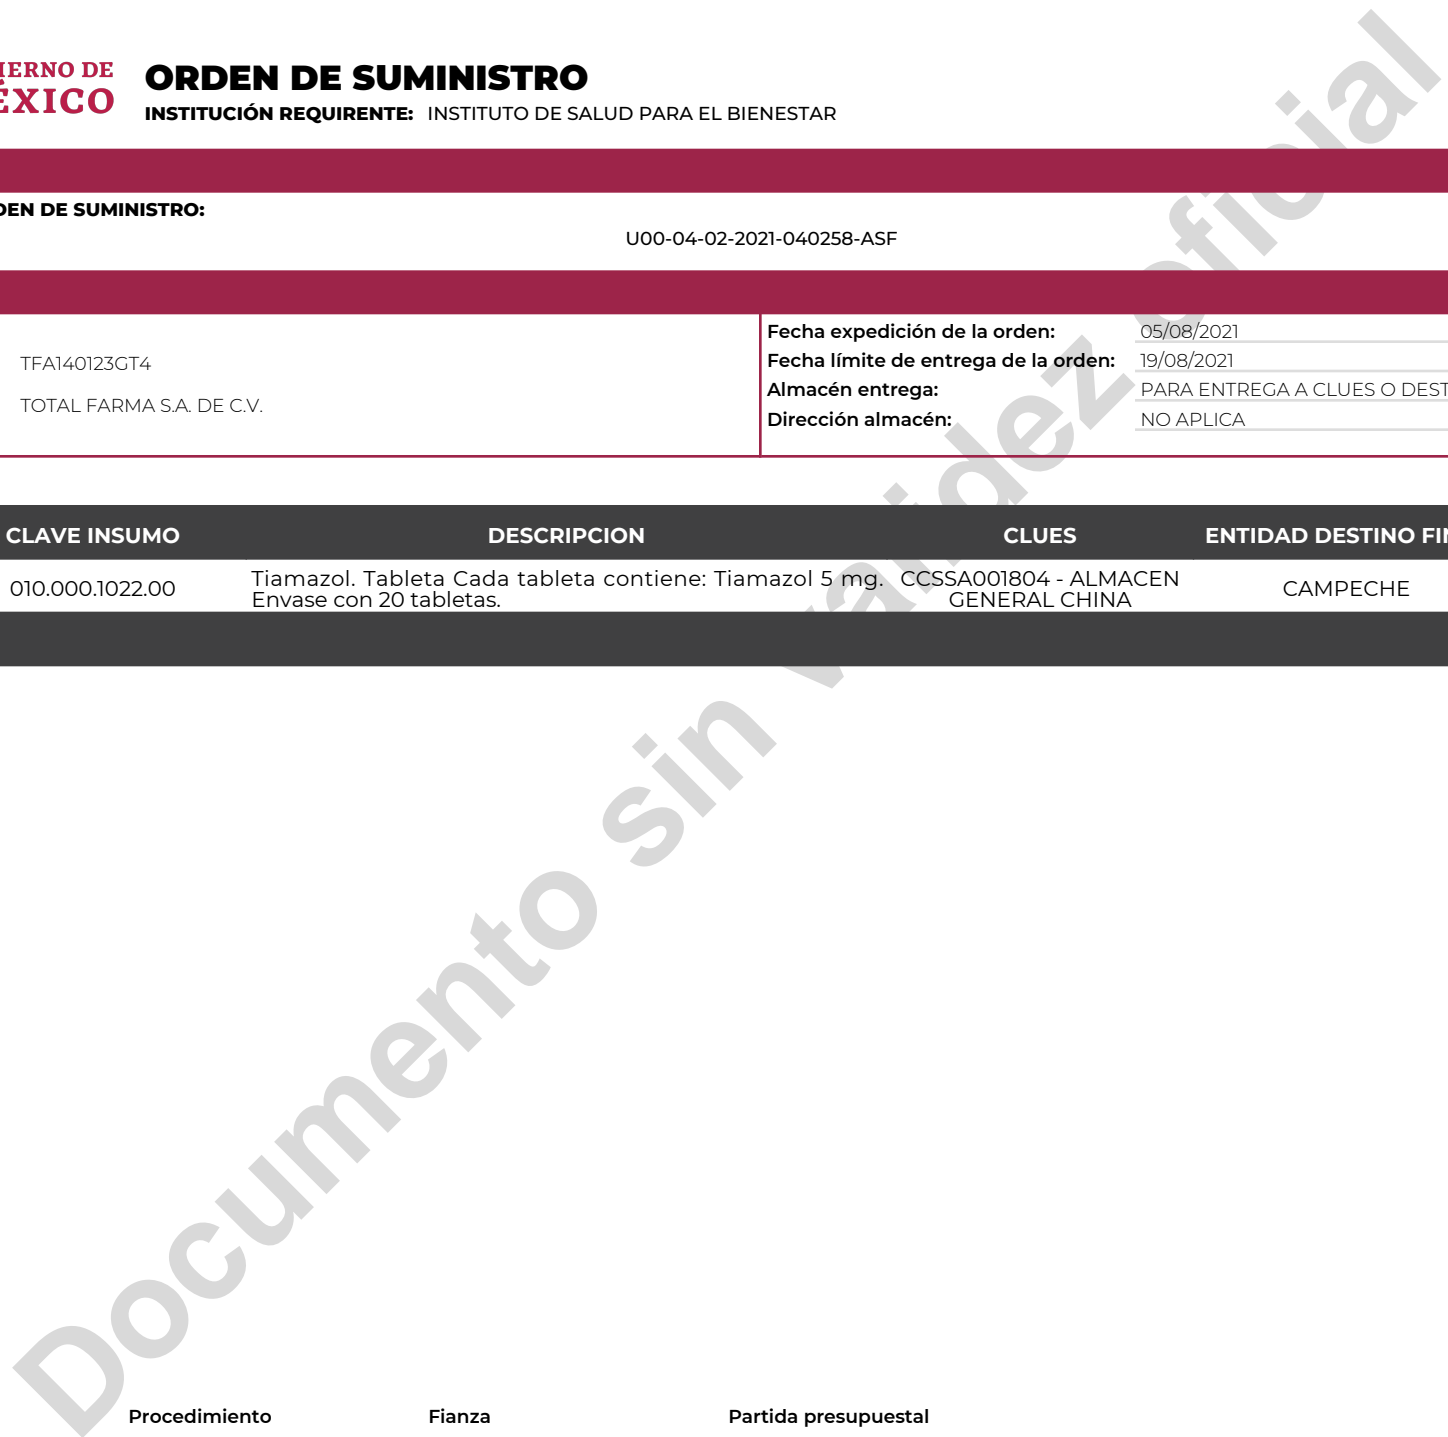 IERNO DE
ÉXICO
ORDEN DE SUMINISTRO
INSTITUCIÓN REQUIRENTE: INSTITUTO DE SALUD PARA EL BIENESTAR
DEN DE SUMINISTRO:
U00-04-02-2021-040258-ASF
TFA140123GT4
TOTAL FARMA S.A. DE C.V.
Fecha expedición de la orden: 05/08/2021
Fecha límite de entrega de la orden: 19/08/2021
Almacén entrega: PARA ENTREGA A CLUES O DEST
Dirección almacén: NO APLICA
CLAVE INSUMO DESCRIPCION CLUES ENTIDAD DESTINO FIN
010.000.1022.00 Tiamazol. Tableta Cada tableta contiene: Tiamazol 5 mg. CCSSA001804 - ALMACEN CAMPECHE
Envase con 20 tabletas. GENERAL CHINA
Documento sin validez oficial
Procedimiento Fianza Partida presupuestal